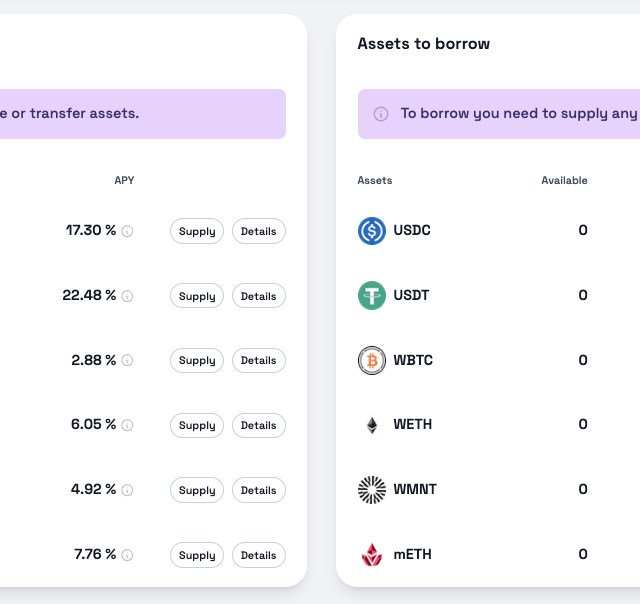 e or transfer assets.
APY
17.30 % Supply Details
22.48 % Supply Details
2.88 % Supply Details
6.05 % Supply Details
4.92 % Supply Details
7.76 % Supply Details
Assets to borrow
To borrow you need to supply any
Assets Available
USDC 0
USDT 0
WBTC 0
WETH 0
WMNT 0
mETH 0